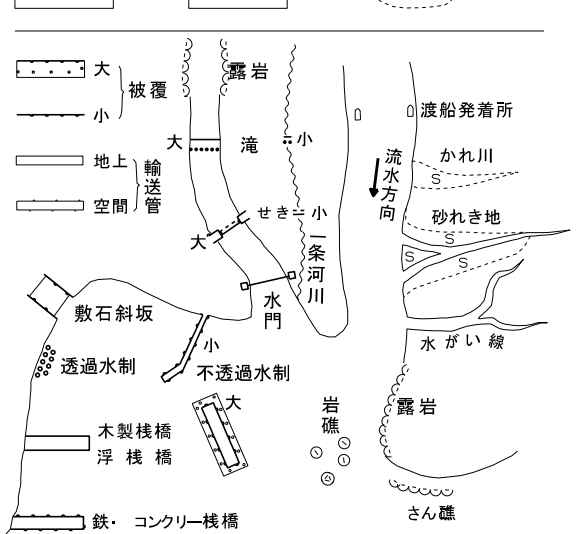 大
小
被覆
地上
空間
輸送管
露岩
大 滝 小
せき 小
大
一条河川
水門
渡船発着所
流水方向
かれ川
S
砂れき地
S
S
S
水がい線
敷石斜坂
透過水制
小
不透過水制
大
木製桟橋
浮桟橋
鉄・コンクリー桟橋
岩礁
露岩
さん礁